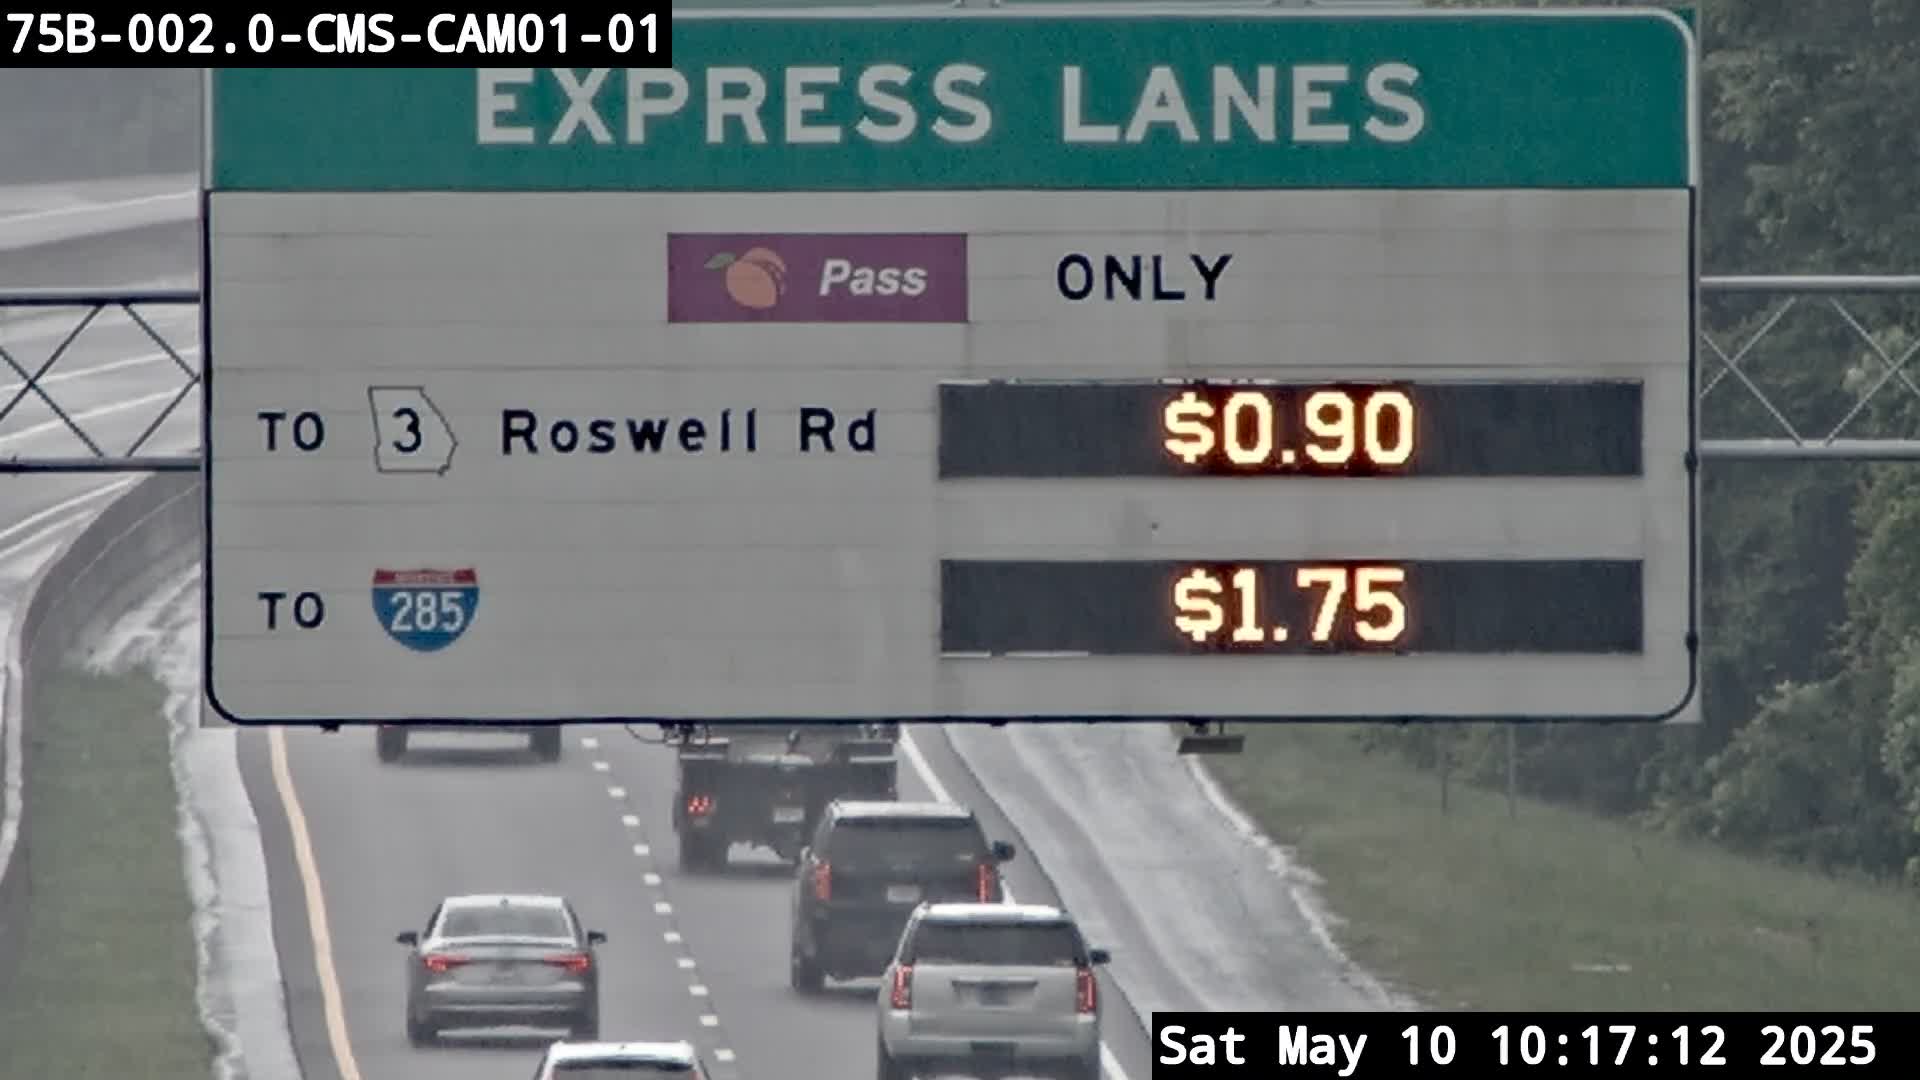 75B-002.0-CMS-CAM01-01
EXPRESS LANES
Pass ONLY
TO 3 Roswell Rd $0.90
TO 285 $1.75
Sat May 10 10:17:12 2025